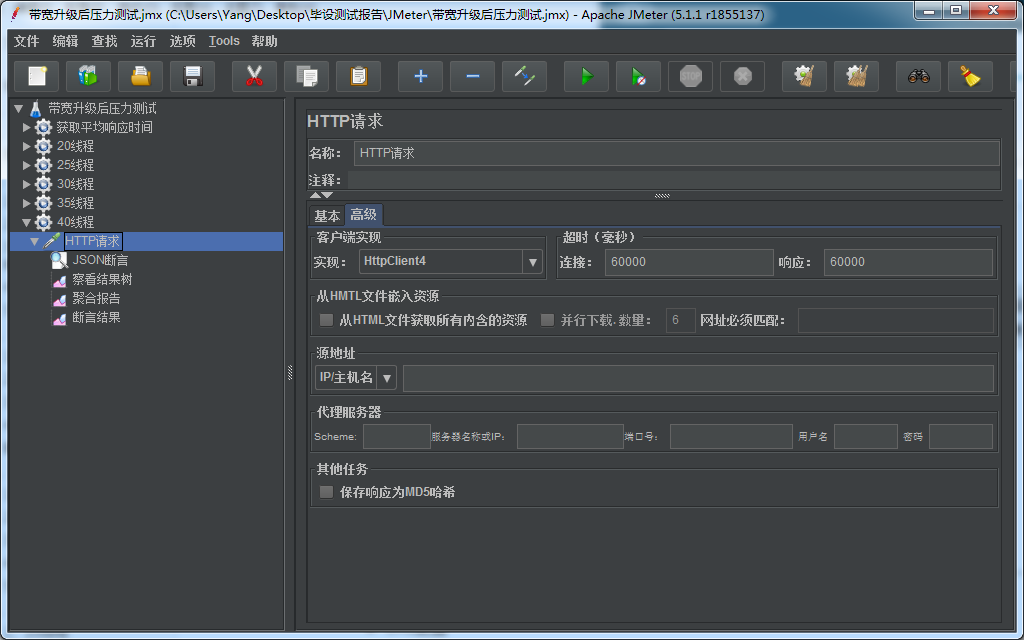 带宽升级后压力测试.jmx (C:\Users\Yang\Desktop\毕设测试报告\JMeter\带宽升级后压力测试.jmx) - Apache JMeter (5.1.1 r1855137)
文件 编辑 查找 运行 选项 Tools 帮助
STOP
带宽升级后压力测试
获取平均响应时间
20线程
25线程
30线程
35线程
40线程
HTTP请求
JSON断言
察看结果树
聚合报告
断言结果
HTTP请求
名称： HTTP请求
注释：
基本 高级
客户端实现 超时（毫秒）
实现： HttpClient4 连接： 60000 响应： 60000
从HMTL文件嵌入资源
从HTML文件获取所有内含的资源 并行下载.数量： 6 网址必须匹配：
源地址
IP/主机名
代理服务器
Scheme: 服务器名称或IP： 端口号： 用户名 密码
其他任务
保存响应为MD5哈希